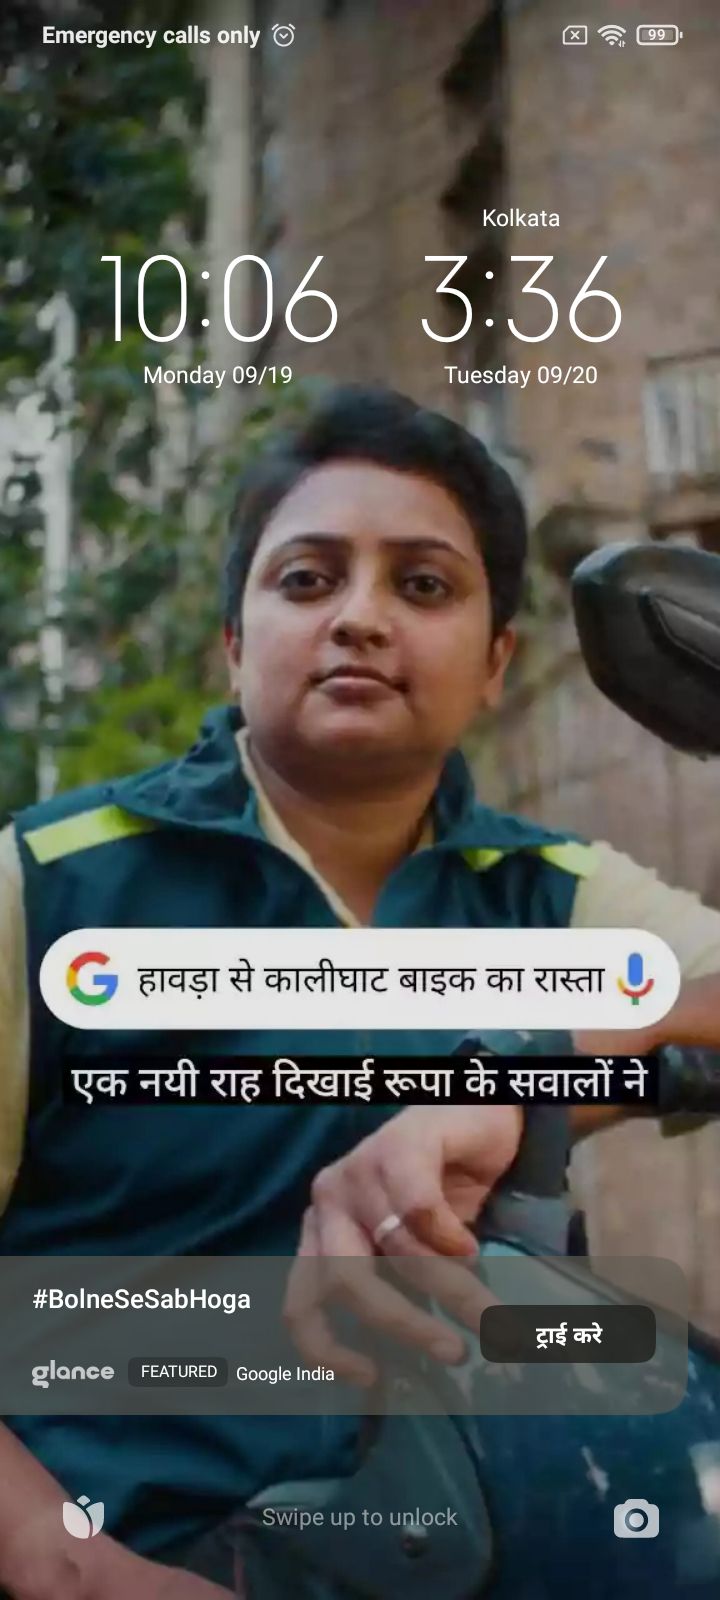 Emergency calls only
99
Kolkata
10:06 3:36
Monday 09/19 Tuesday 09/20
हावड़ा से कालीघाट बाइक का रास्ता
एक नयी राह दिखाई रूपा के सवालों ने
#BolneSeSabHoga
ट्राई करे
glance FEATURED Google India
Swipe up to unlock